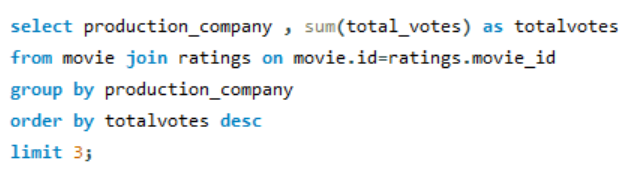 select production_company , sum(total_votes) as totalvotes
from movie join ratings on movie.id=ratings.movie_id
group by production_company
order by totalvotes desc
limit 3;